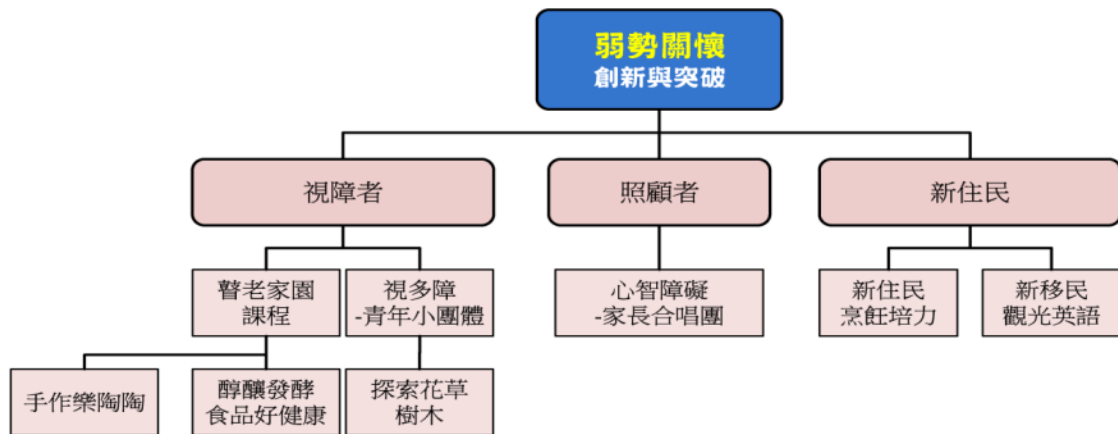 弱勢關懷
創新與突破
視障者
照顧者
新住民
瞽老家園
課程
視多障
-青年小團體
心智障礙
-家長合唱團
新住民
烹飪培力
新移民
觀光英語
手作樂陶陶
醇釀發酵
食品好健康
探索花草
樹木